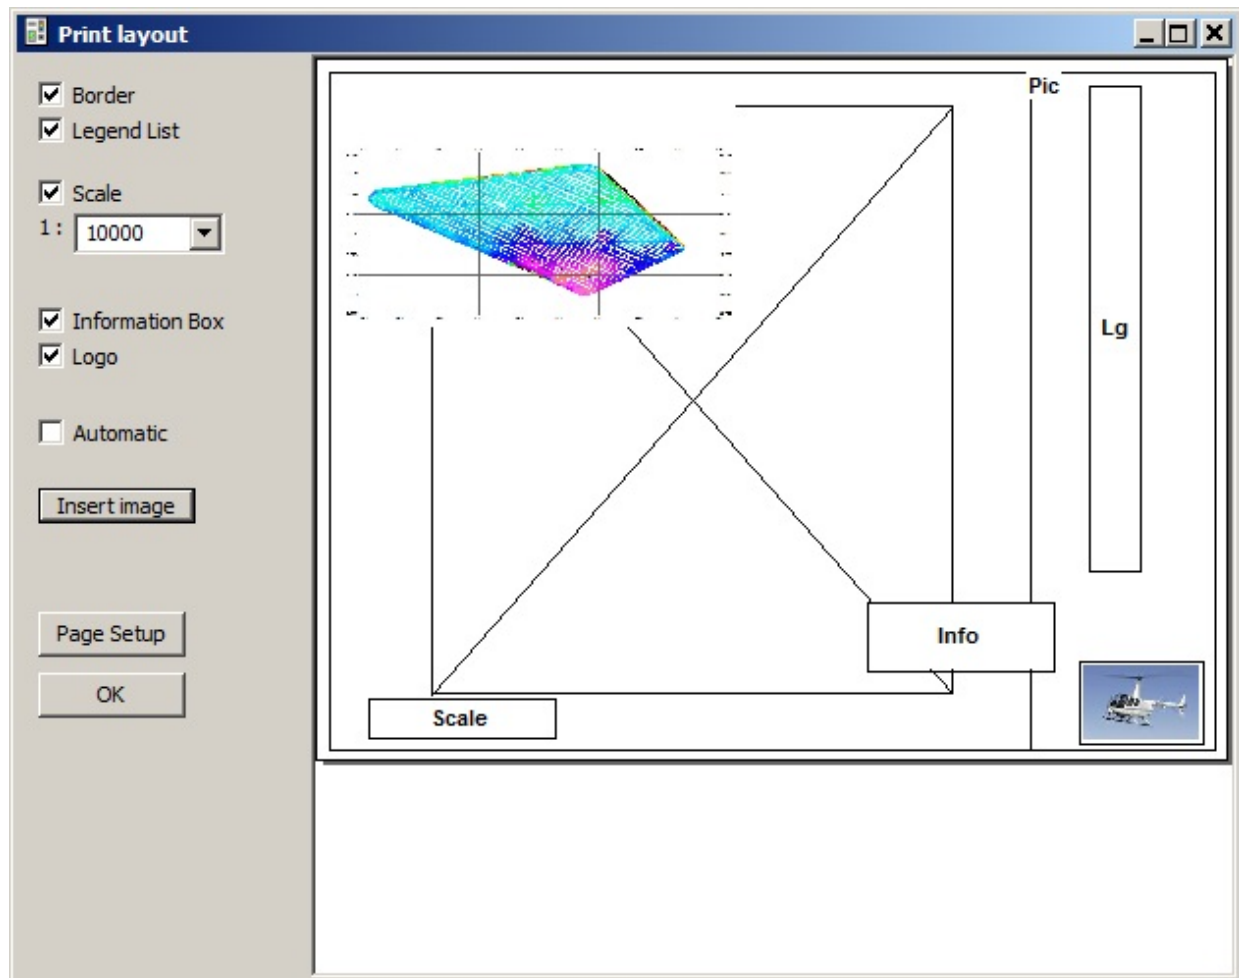 Print layout
Border
Legend List
Scale
1: 10000
Information Box
Logo
Automatic
Insert image
Page Setup
OK
Pic
Lg
Info
Scale